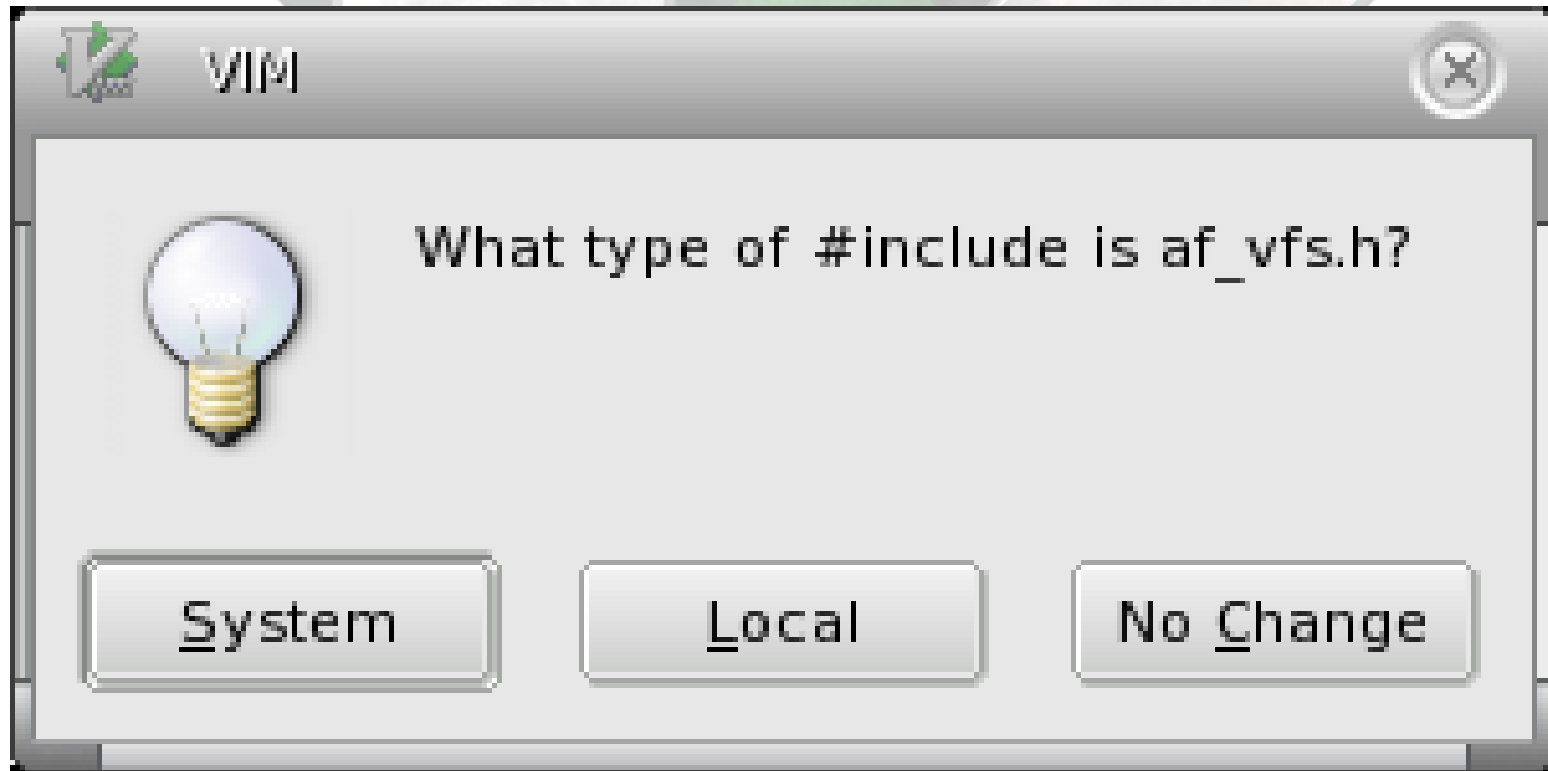 VIM
What type of #include is af_vfs.h?
System
Local
No Change